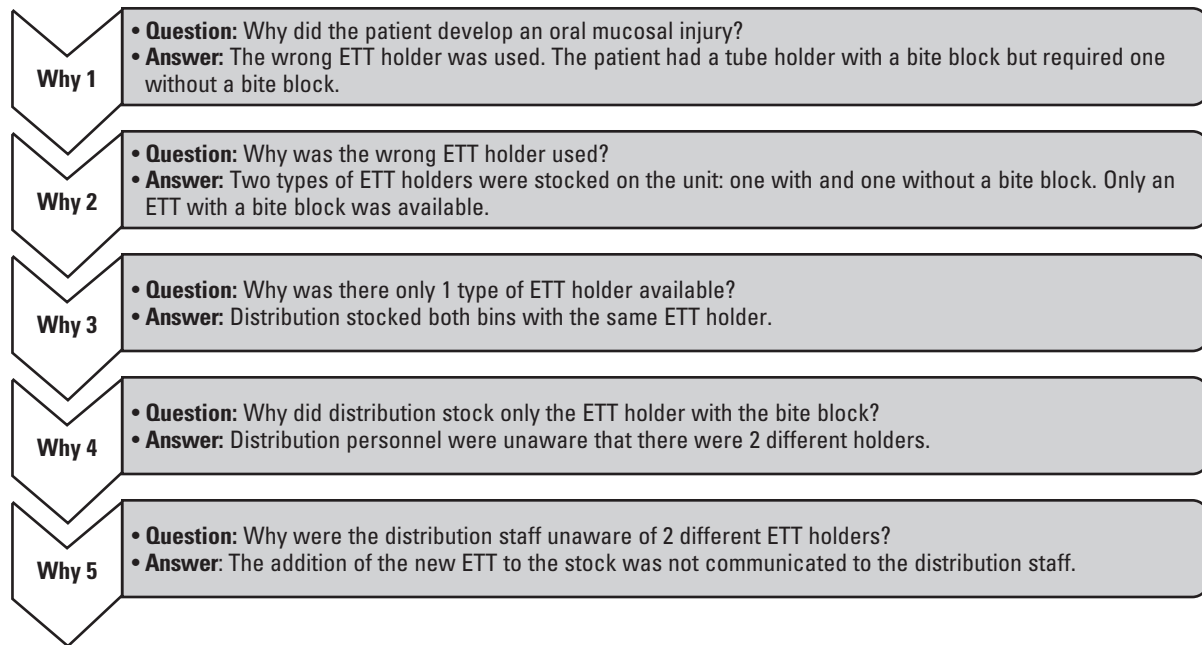 Why 1
• Question: Why did the patient develop an oral mucosal injury?
• Answer: The wrong ETT holder was used. The patient had a tube holder with a bite block but required one
without a bite block.
Why 2
• Question: Why was the wrong ETT holder used?
• Answer: Two types of ETT holders were stocked on the unit: one with and one without a bite block. Only an
ETT with a bite block was available.
Why 3
• Question: Why was there only 1 type of ETT holder available?
• Answer: Distribution stocked both bins with the same ETT holder.
Why 4
• Question: Why did distribution stock only the ETT holder with the bite block?
• Answer: Distribution personnel were unaware that there were 2 different holders.
Why 5
• Question: Why were the distribution staff unaware of 2 different ETT holders?
• Answer: The addition of the new ETT to the stock was not communicated to the distribution staff.